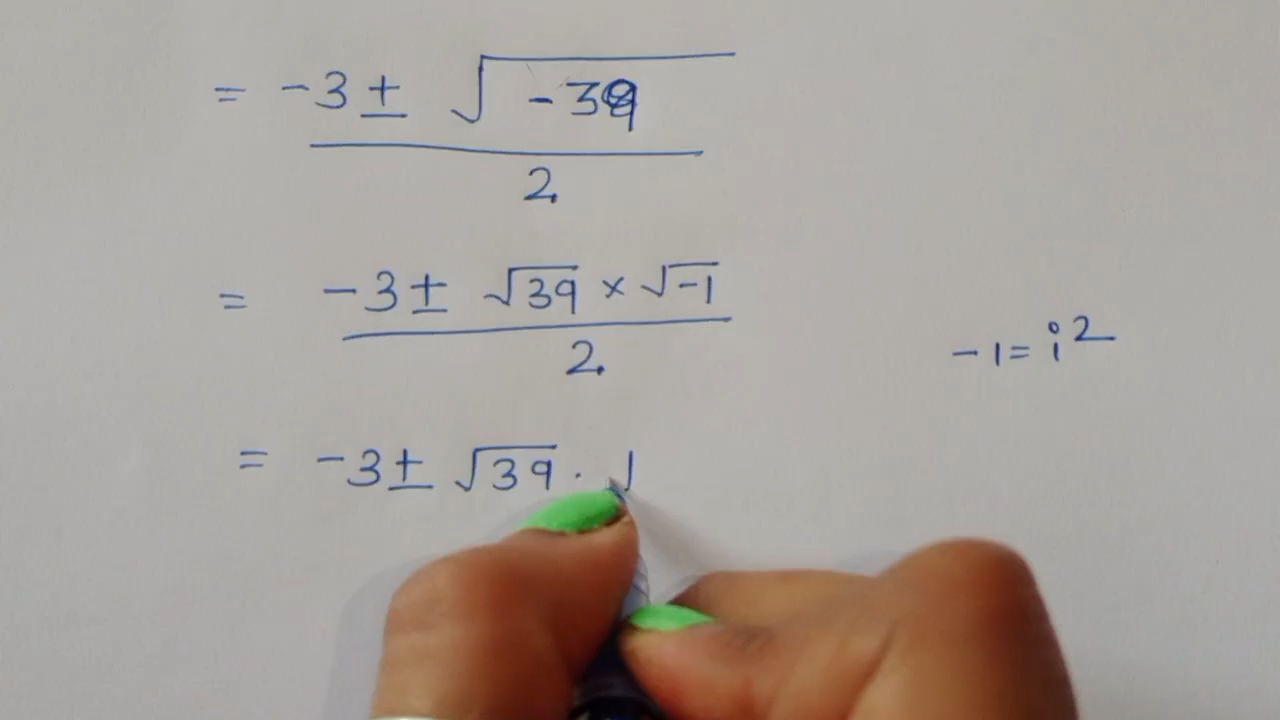 = -3 ± √-39
2
= -3 ± √39 × √-1
2
-1 = i²
= -3 ± √39 .